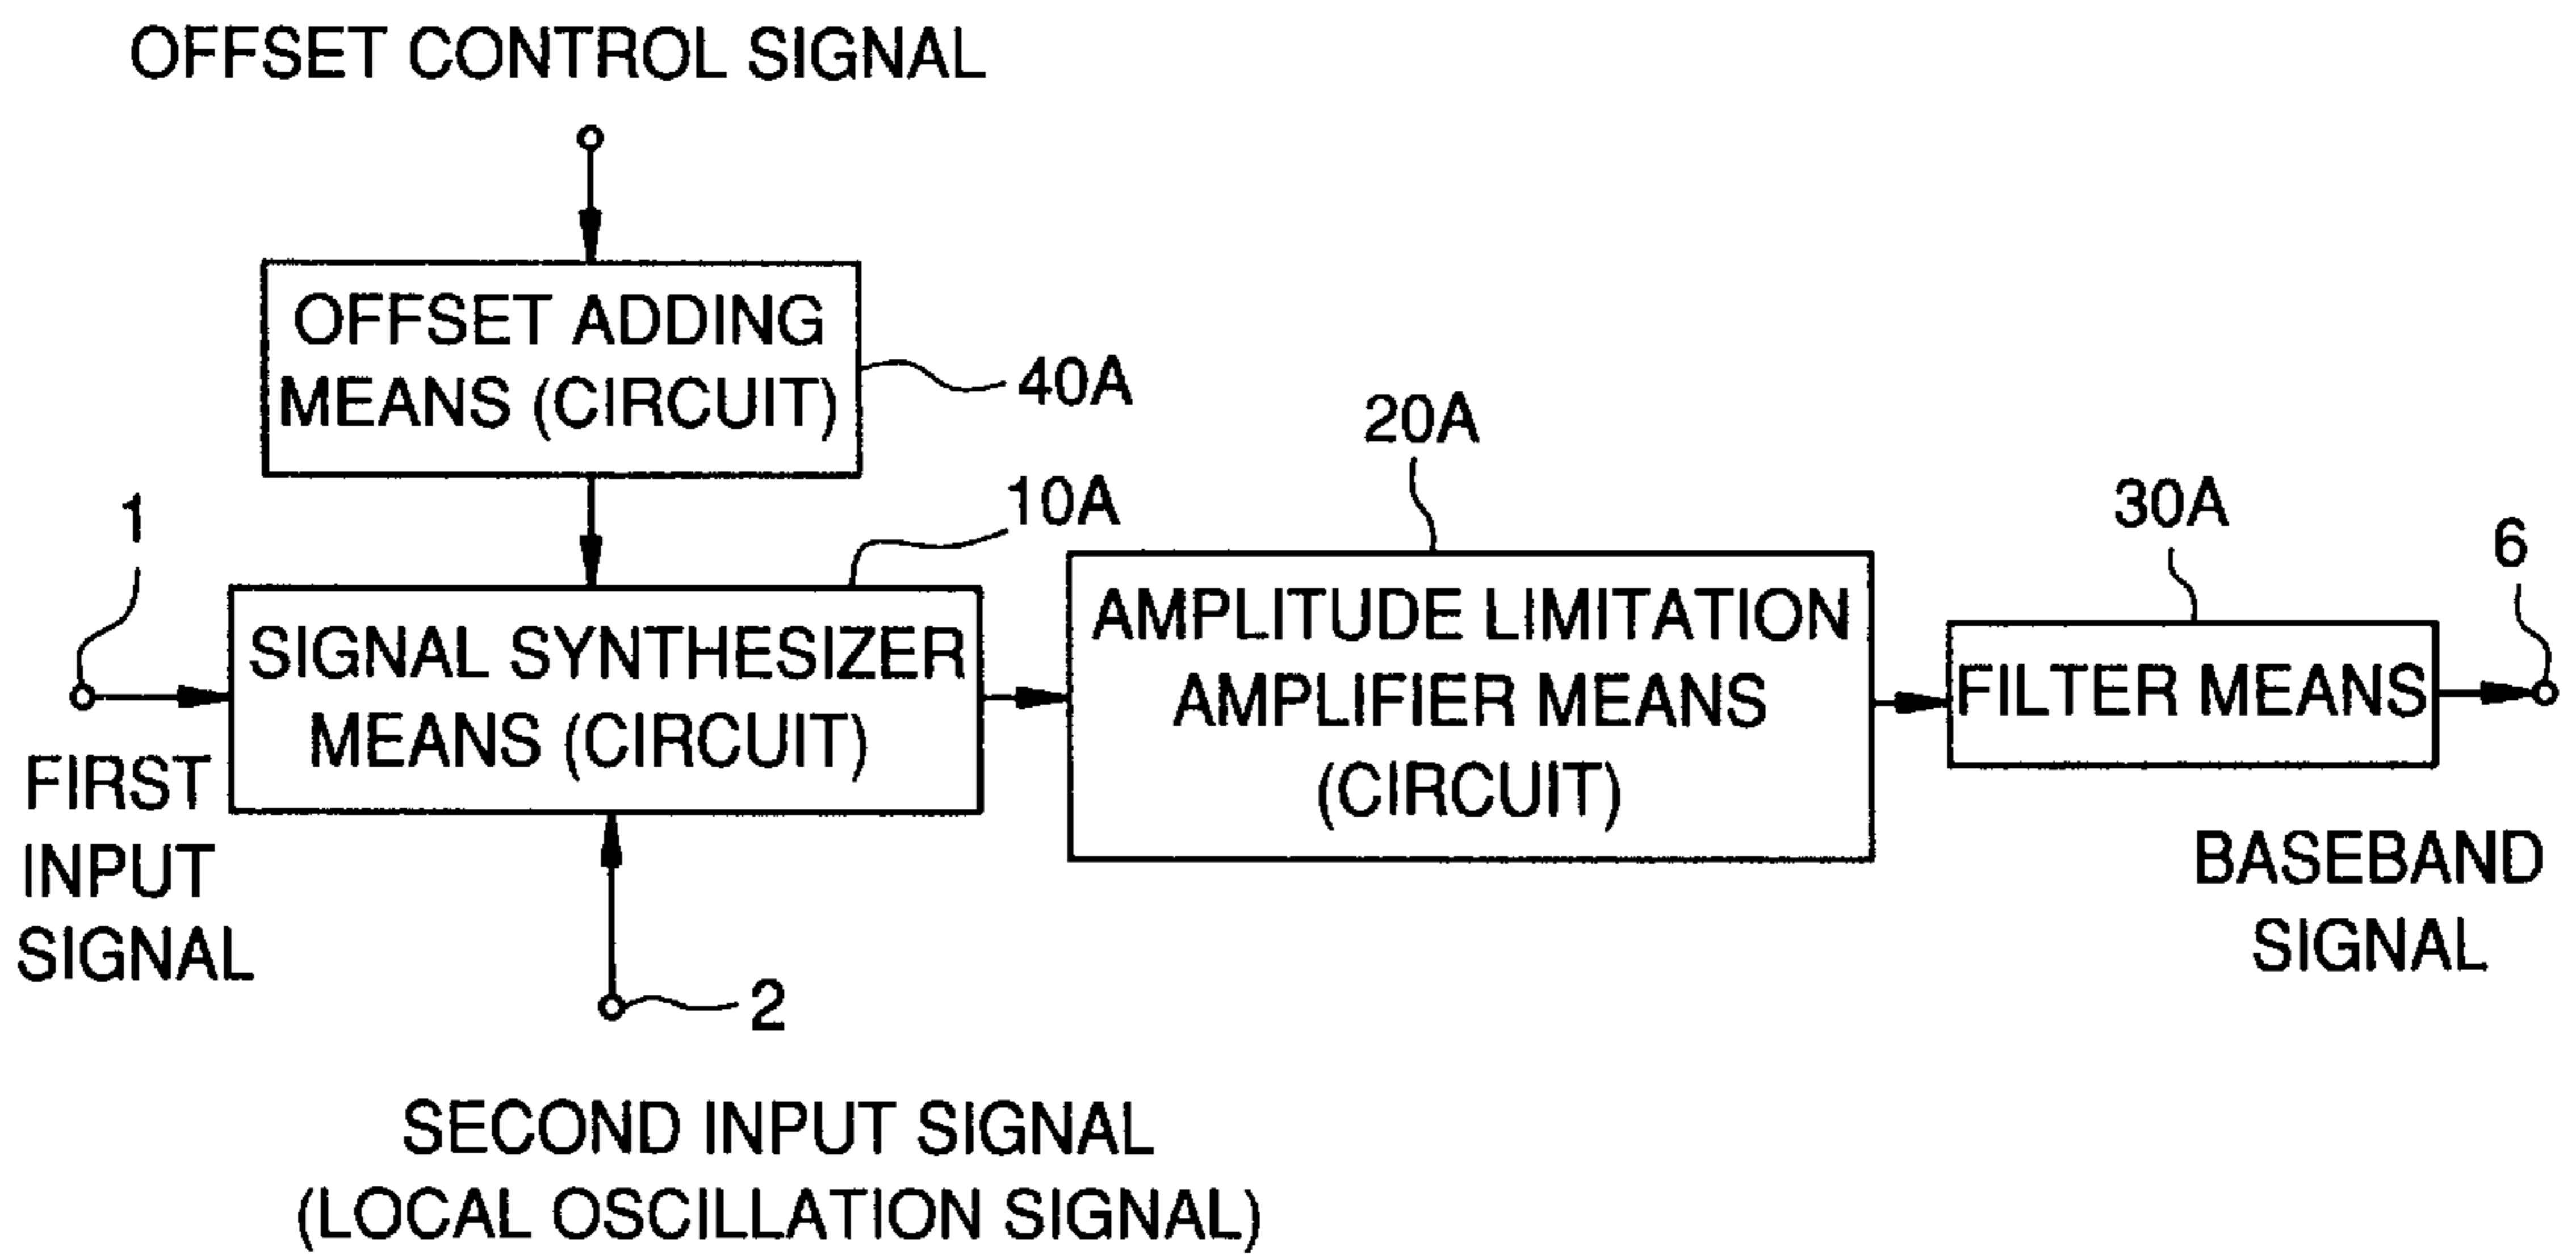 OFFSET CONTROL SIGNAL
OFFSET ADDING
MEANS (CIRCUIT)
40A
20A
10A
30A
1
6
SIGNAL SYNTHESIZER
MEANS (CIRCUIT)
AMPLITUDE LIMITATION
AMPLIFIER MEANS
(CIRCUIT)
FILTER MEANS
FIRST
INPUT
SIGNAL
BASEBAND
SIGNAL
2
SECOND INPUT SIGNAL
(LOCAL OSCILLATION SIGNAL)